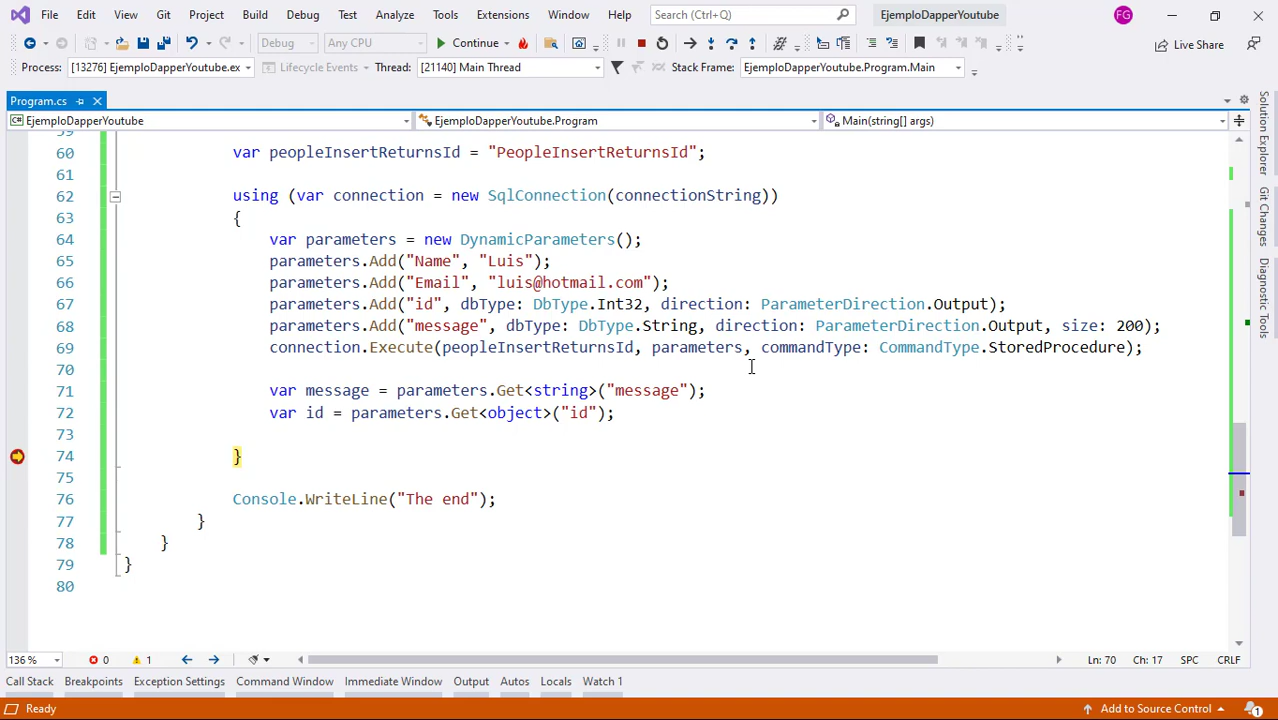 File Edit View Git Project Build Debug Test Analyze Tools Extensions Window Help Search (Ctrl+Q) EjemploDapperYoutube FG
Debug Any CPU Continue Live Share
Process: [13276] EjemploDapperYoutube.ex Lifecycle Events Thread: [21140] Main Thread Stack Frame: EjemploDapperYoutube.Program.Main
Program.cs
EjemploDapperYoutube EjemploDapperYoutube.Program Main(string[] args)
59
60 var peopleInsertReturnsId = "PeopleInsertReturnsId";
61
62 using (var connection = new SqlConnection(connectionString))
63 {
64 var parameters = new DynamicParameters();
65 parameters.Add("Name", "Luis");
66 parameters.Add("Email", "luis@hotmail.com");
67 parameters.Add("id", dbType: DbType.Int32, direction: ParameterDirection.Output);
68 parameters.Add("message", dbType: DbType.String, direction: ParameterDirection.Output, size: 200);
69 connection.Execute(peopleInsertReturnsId, parameters, commandType: CommandType.StoredProcedure);
70
71 var message = parameters.Get<string>("message");
72 var id = parameters.Get<object>("id");
73
74 }
75
76 Console.WriteLine("The end");
77 }
78 }
79 }
80
136 % 0 1 Ln: 70 Ch: 17 SPC CRLF
Call Stack Breakpoints Exception Settings Command Window Immediate Window Output Autos Locals Watch 1
Ready Add to Source Control 1
Solution Explorer
Git Changes
Diagnostic Tools